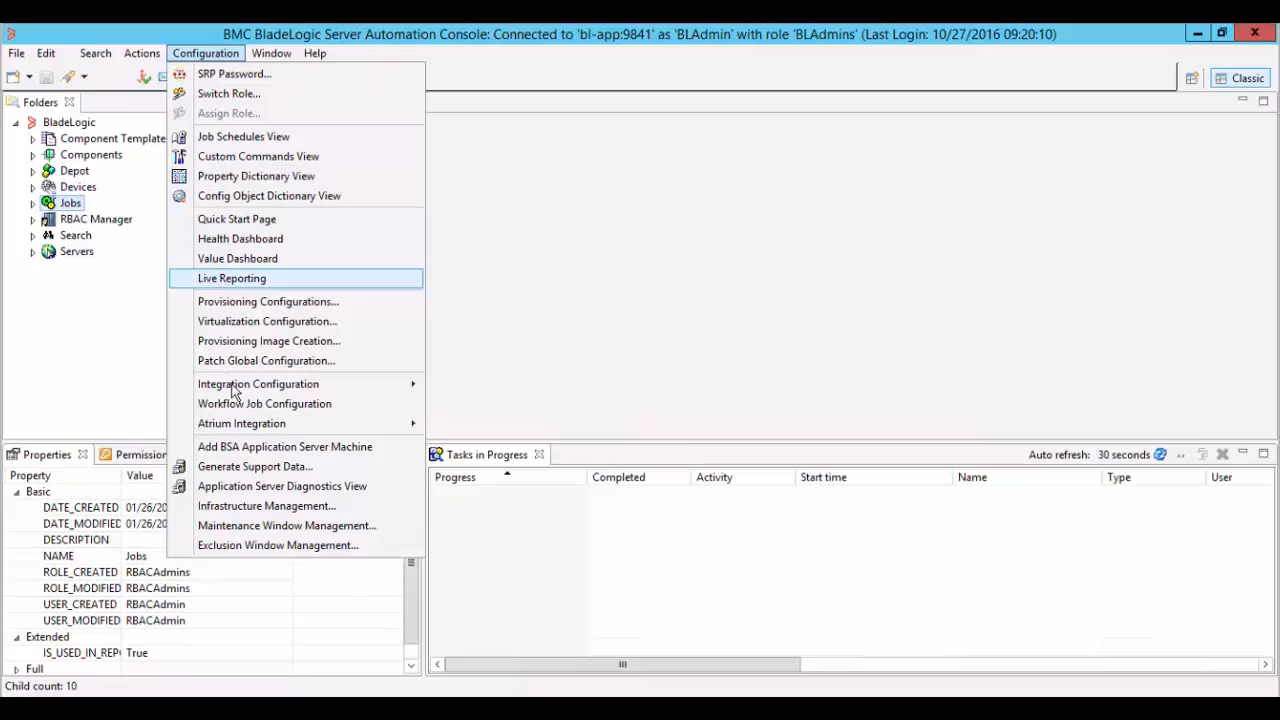 BMC BladeLogic Server Automation Console: Connected to 'bl-app:9841' as 'BLAdmin' with role 'BLAdmins' (Last Login: 10/27/2016 09:20:10)
File Edit Search Actions Configuration Window Help
Classic
Folders
BladeLogic
Component Template
Components
Depot
Devices
Jobs
RBAC Manager
Search
Servers
SRP Password...
Switch Role...
Assign Role...
Job Schedules View
Custom Commands View
Property Dictionary View
Config Object Dictionary View
Quick Start Page
Health Dashboard
Value Dashboard
Live Reporting
Provisioning Configurations...
Virtualization Configuration...
Provisioning Image Creation...
Patch Global Configuration...
Integration Configuration
Workflow Job Configuration
Atrium Integration
Add BSA Application Server Machine
Generate Support Data...
Application Server Diagnostics View
Infrastructure Management...
Maintenance Window Management...
Exclusion Window Management...
Properties Permission
Property Value
Basic
DATE_CREATED 01/26/20
DATE_MODIFIED 01/26/20
DESCRIPTION
NAME Jobs
ROLE_CREATED RBACAdmins
ROLE_MODIFIED RBACAdmins
USER_CREATED RBACAdmin
USER_MODIFIED RBACAdmin
Extended
IS_USED_IN_REPO True
Full
Tasks in Progress Auto refresh: 30 seconds
Progress Completed Activity Start time Name Type User
Child count: 10